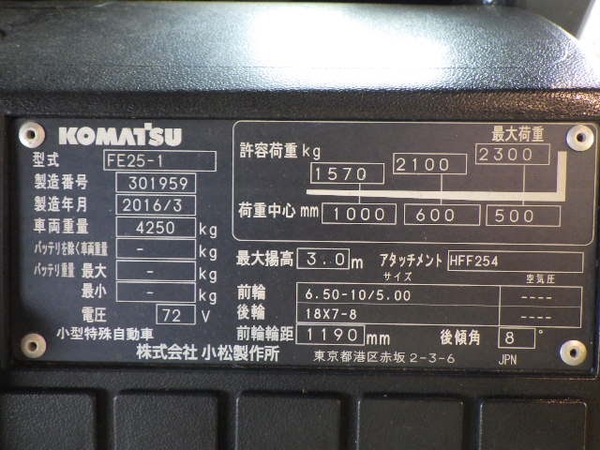 KOMATSU
型式 FE25-1
製造番号 301959
製造年月 2016/3
車両重量 4250 kg
バッテリを除く車両重量 - kg
バッテリ重量 最大 - kg
最小 - kg
電圧 72 V
小型特殊自動車
株式会社 小松製作所
最大荷重
許容荷重 kg 1570 2100 2300
荷重中心 mm 1000 600 500
最大揚高 3.0 m アタッチメント HFF254
サイズ 空気圧
前輪 6.50-10/5.00 ----
後輪 18X7-8 ----
前輪輪距 1190 mm 後傾角 8 °
東京都港区赤坂 2-3-6 JPN